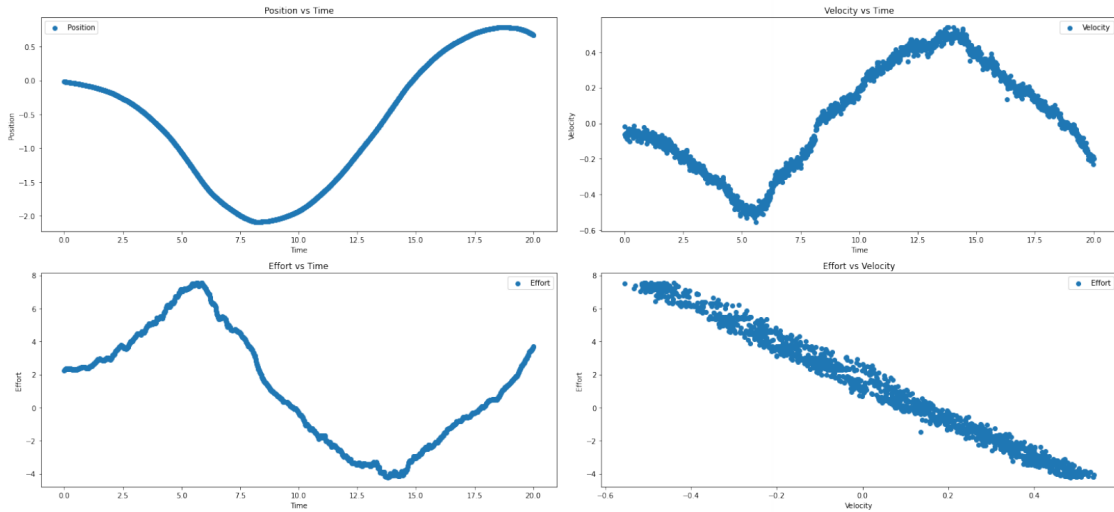 Position vs Time
Position
Position
0.5
0.0
−0.5
−1.0
−1.5
−2.0
0.0 2.5 5.0 7.5 10.0 12.5 15.0 17.5 20.0
Time
Velocity vs Time
Velocity
Velocity
0.4
0.2
0.0
−0.2
−0.4
−0.6
0.0 2.5 5.0 7.5 10.0 12.5 15.0 17.5 20.0
Time
Effort vs Time
Effort
Effort
8
6
4
2
0
−2
−4
0.0 2.5 5.0 7.5 10.0 12.5 15.0 17.5 20.0
Time
Effort vs Velocity
Effort
Effort
8
6
4
2
0
−2
−4
−0.6 −0.4 −0.2 0.0 0.2 0.4
Velocity